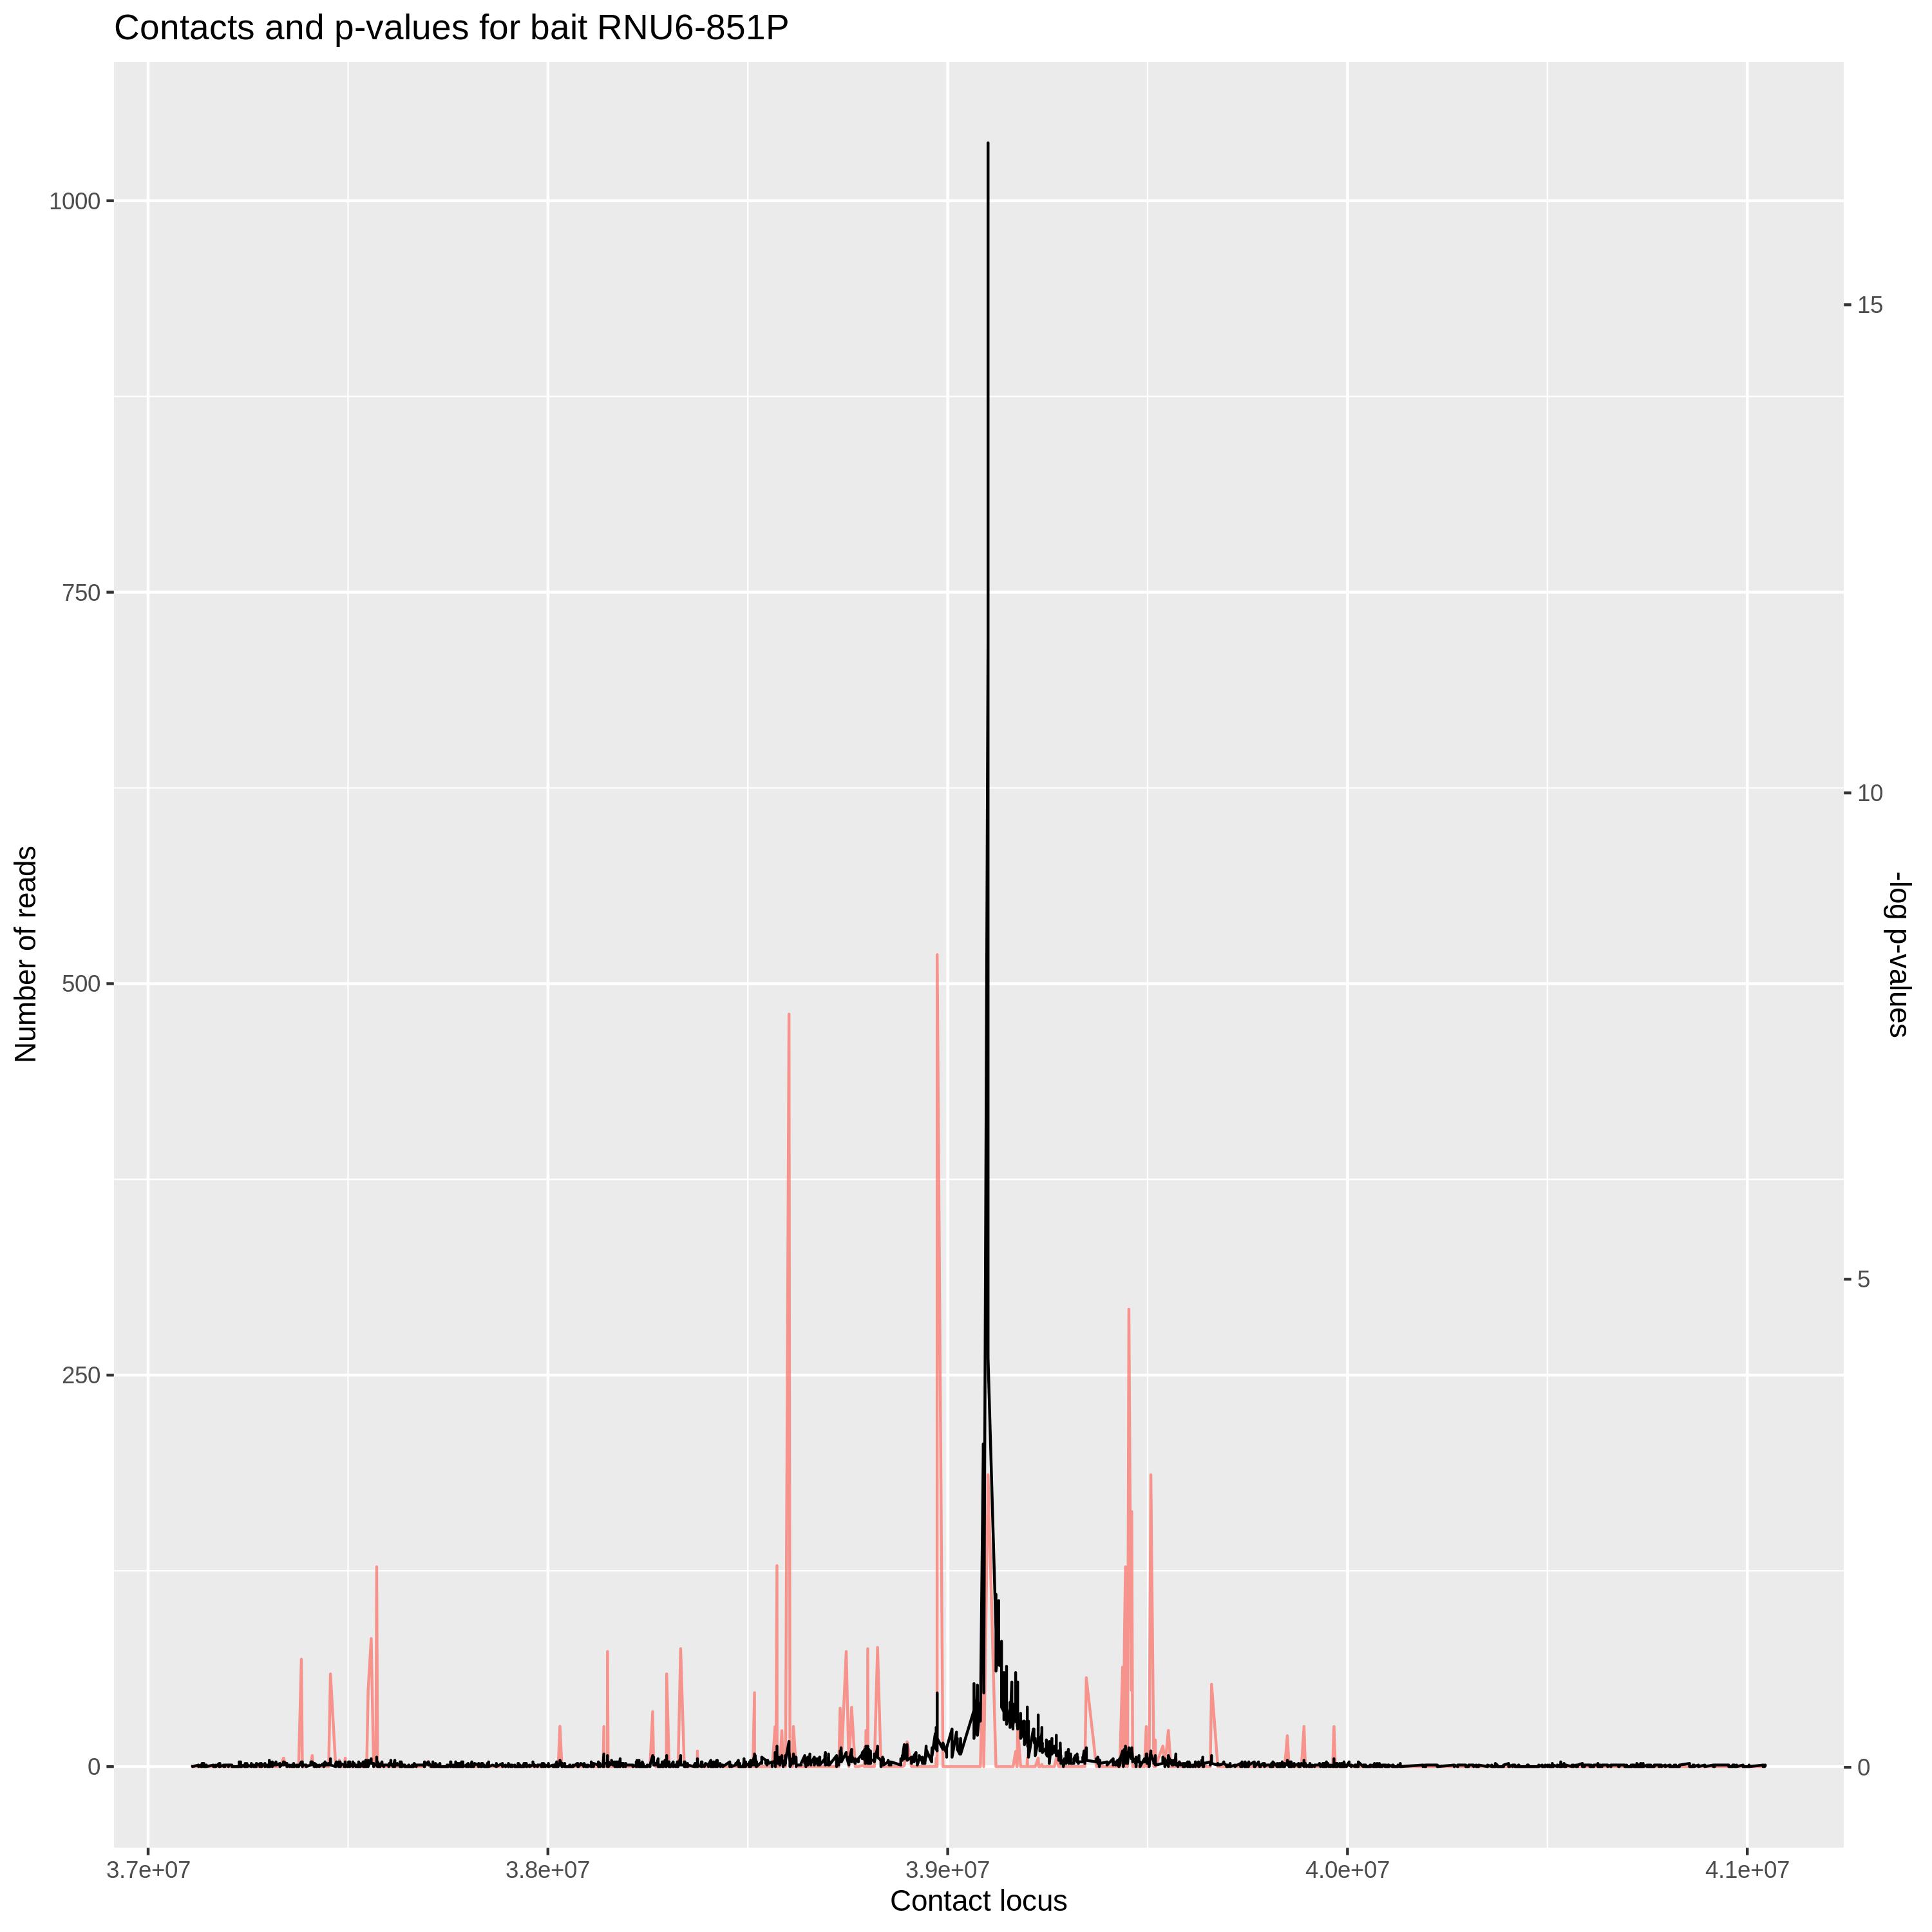 Contacts and p-values for bait RNU6-851P
Number of reads
1000
750
500
250
0
15
10
5
0
-log p-values
3.7e+07 3.8e+07 3.9e+07 4.0e+07 4.1e+07
Contact locus